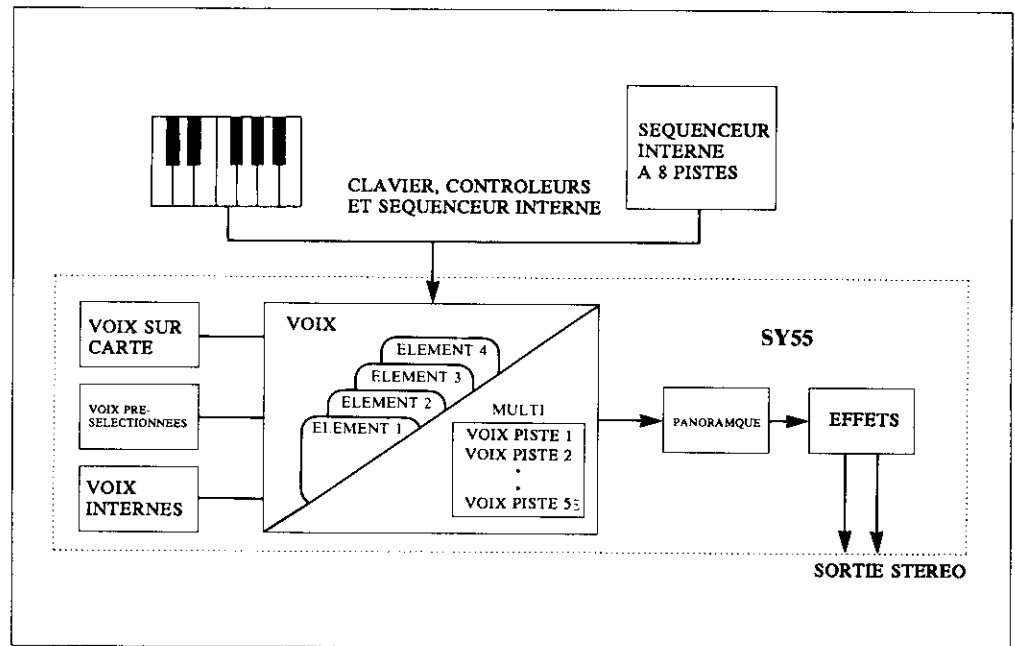 SEQUENCEUR
INTERNE
A 8 PISTES
CLAVIER, CONTROLEURS
ET SEQUENCEUR INTERNE
VOIX SUR
CARTE
VOIX PRE-
SELECTIONNEES
VOIX
INTERNES
VOIX
ELEMENT 4
ELEMENT 3
ELEMENT 2
ELEMENT 1
MULTI
VOIX PISTE 1
VOIX PISTE 2
.
.
VOIX PISTE
SY55
PANORAMQUE
EFFETS
SORTIE STEREO